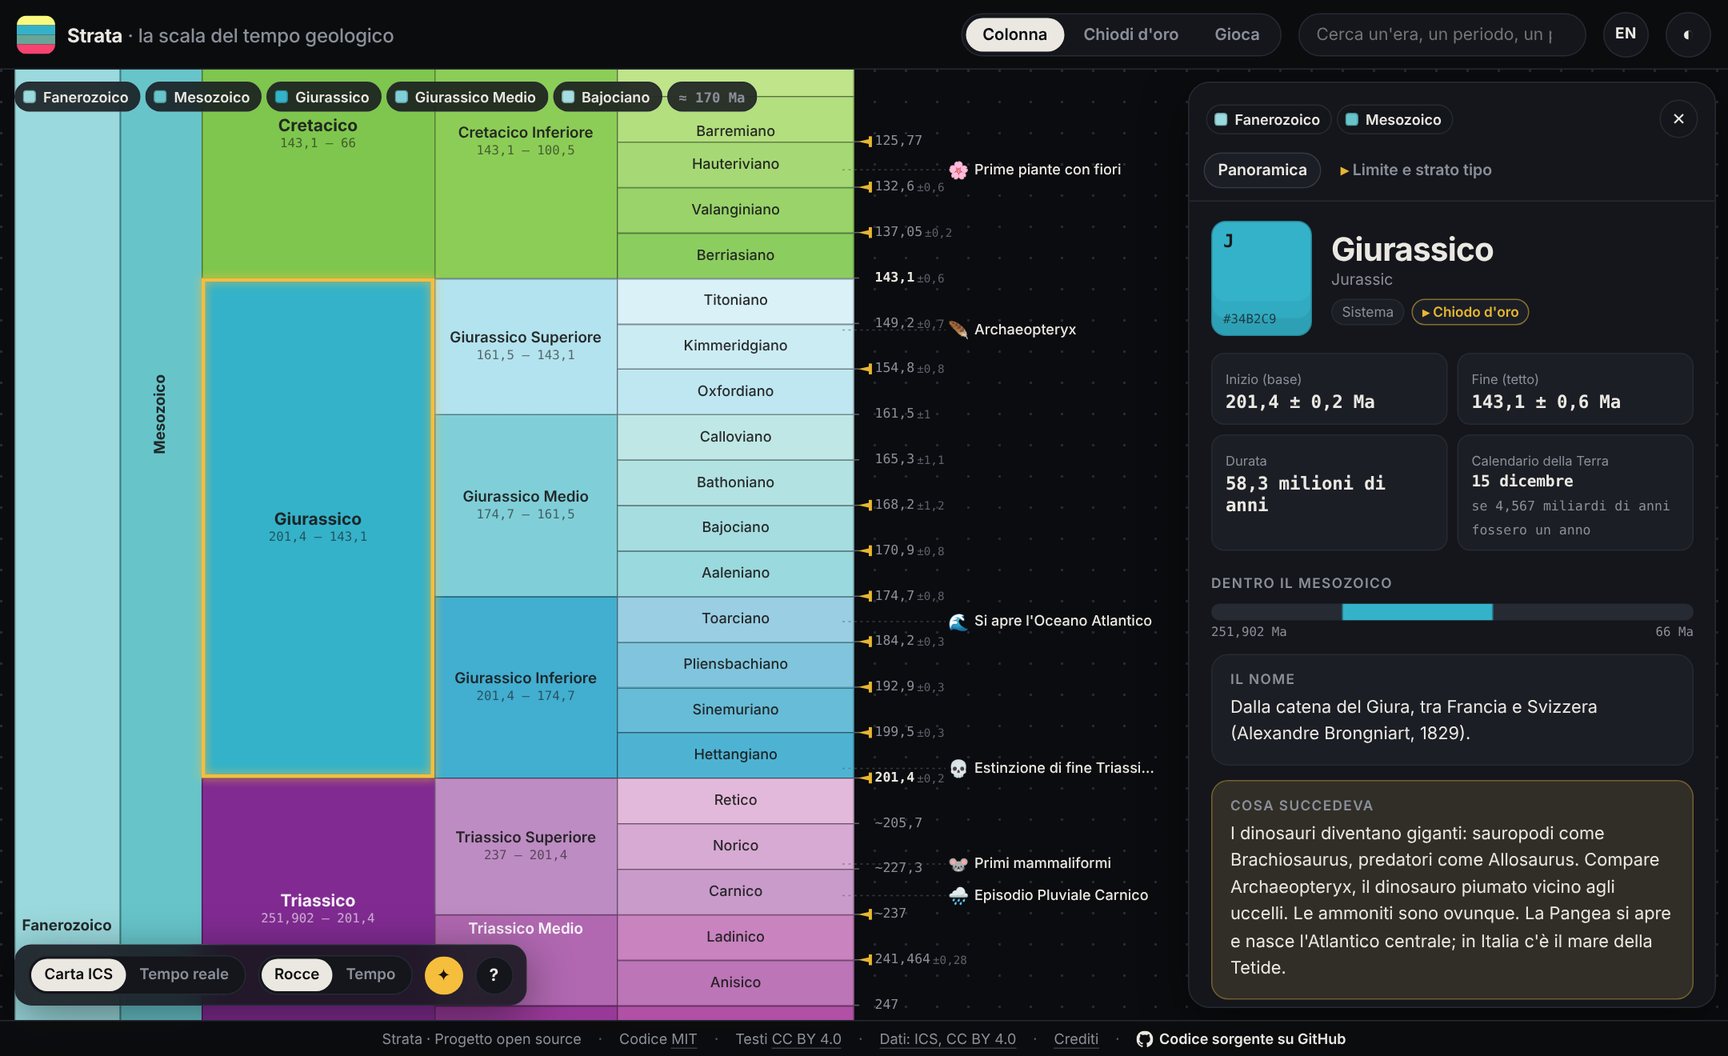 Strata · la scala del tempo geologico
Colonna
Chiodi d'oro
Gioca
Cerca un'era, un periodo, un p
EN
Fanerozoico
Mesozoico
Giurassico
Giurassico Medio
Bajociano
≈ 170 Ma
Fanerozoico
Mesozoico
Cretacico
143,1 – 66
Giurassico
201,4 – 143,1
Triassico
251,902 – 201,4
Cretacico Inferiore
143,1 – 100,5
Giurassico Superiore
161,5 – 143,1
Giurassico Medio
174,7 – 161,5
Giurassico Inferiore
201,4 – 174,7
Triassico Superiore
237 – 201,4
Triassico Medio
Barremiano
Hauteriviano
Valanginiano
Berriasiano
Titoniano
Kimmeridgiano
Oxfordiano
Calloviano
Bathoniano
Bajociano
Aaleniano
Toarciano
Pliensbachiano
Sinemuriano
Hettangiano
Retico
Norico
Carnico
Ladinico
Anisico
125,77
132,6 ±0,6
137,05 ±0,2
143,1 ±0,6
149,2 ±0,7
154,8 ±0,8
161,5 ±1
165,3 ±1,1
168,2 ±1,2
170,9 ±0,8
174,7 ±0,8
184,2 ±0,3
192,9 ±0,3
199,5 ±0,3
201,4 ±0,2
~205,7
~227,3
~237
241,464 ±0,28
247
Prime piante con fiori
Archaeopteryx
Si apre l'Oceano Atlantico
Estinzione di fine Triassi...
Primi mammaliformi
Episodio Pluviale Carnico
Carta ICS
Tempo reale
Rocce
Tempo
?
Fanerozoico
Mesozoico
Panoramica
Limite e strato tipo
J
#34B2C9
Giurassico
Jurassic
Sistema
Chiodo d'oro
Inizio (base)
201,4 ± 0,2 Ma
Fine (tetto)
143,1 ± 0,6 Ma
Durata
58,3 milioni di
anni
Calendario della Terra
15 dicembre
se 4,567 miliardi di anni
fossero un anno
DENTRO IL MESOZOICO
251,902 Ma
66 Ma
IL NOME
Dalla catena del Giura, tra Francia e Svizzera
(Alexandre Brongniart, 1829).
COSA SUCCEDEVA
I dinosauri diventano giganti: sauropodi come
Brachiosaurus, predatori come Allosaurus. Compare
Archaeopteryx, il dinosauro piumato vicino agli
uccelli. Le ammoniti sono ovunque. La Pangea si apre
e nasce l'Atlantico centrale; in Italia c'è il mare della
Tetide.
Strata · Progetto open source · Codice MIT · Testi CC BY 4.0 · Dati: ICS, CC BY 4.0 · Crediti · Codice sorgente su GitHub